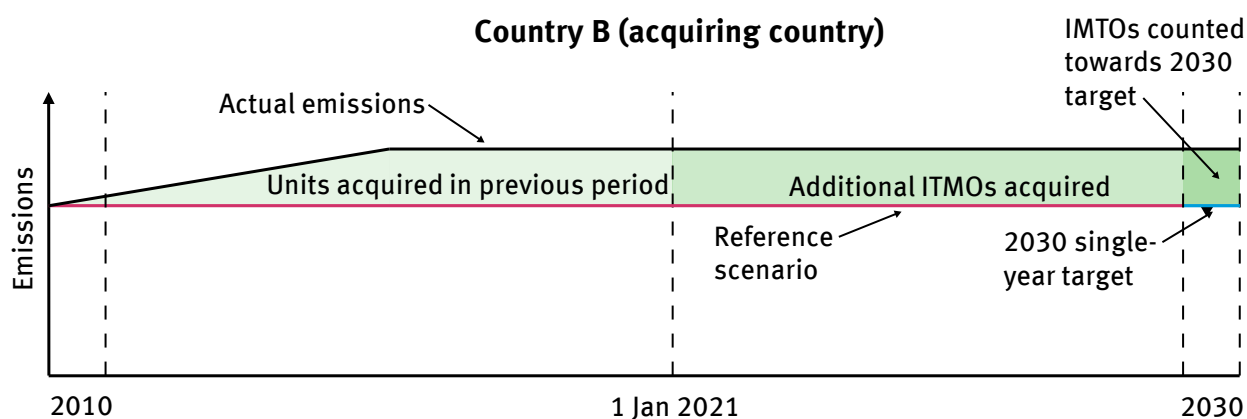 Country B (acquiring country)
IMTOs counted
towards 2030
target
Actual emissions
Units acquired in previous period
Additional ITMOs acquired
Reference
scenario
2030 single-
year target
Emissions
2010
1 Jan 2021
2030